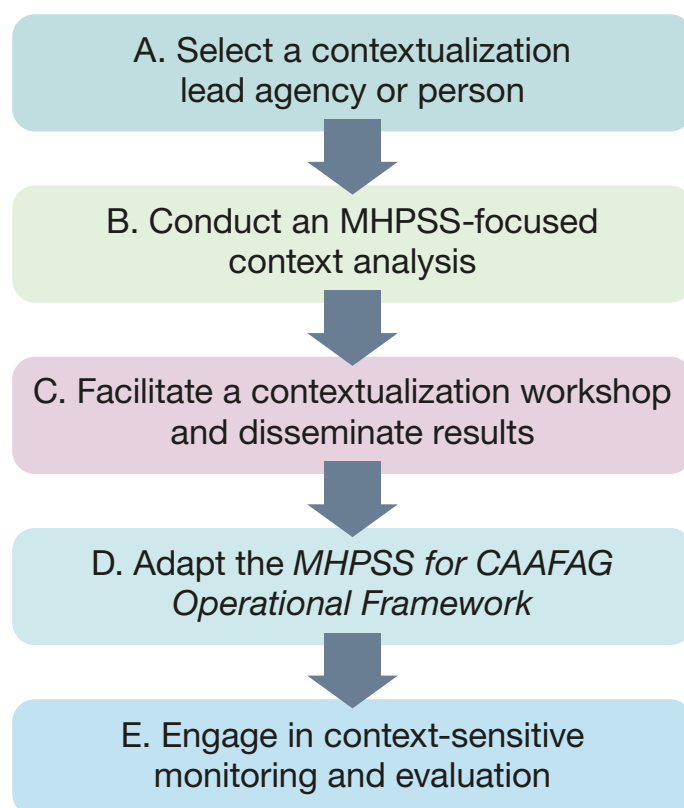 A. Select a contextualization
lead agency or person
B. Conduct an MHPSS-focused
context analysis
C. Facilitate a contextualization workshop
and disseminate results
D. Adapt the MHPSS for CAAFAG
Operational Framework
E. Engage in context-sensitive
monitoring and evaluation